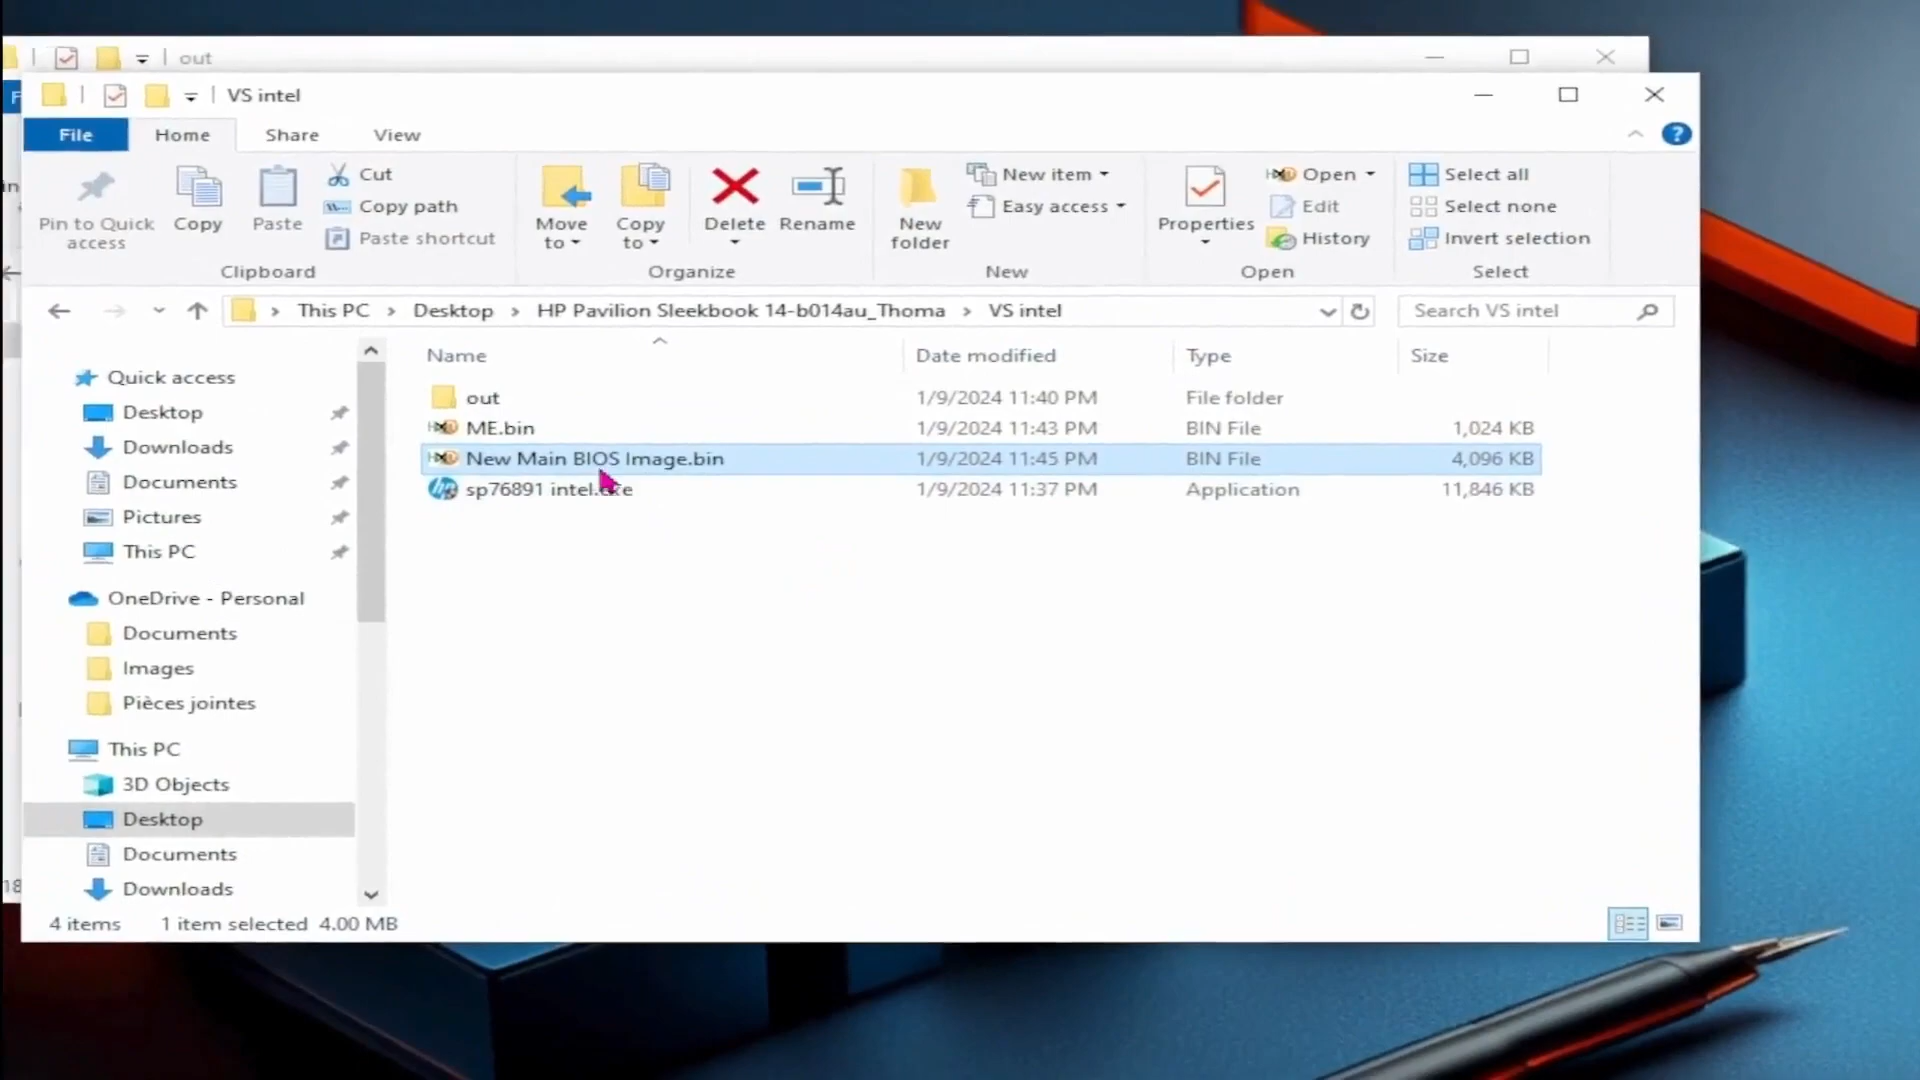 out
VS intel
File Home Share View
Pin to Quick access
Copy
Paste
Cut
Copy path
Paste shortcut
Clipboard
Move to
Copy to
Delete
Rename
Organize
New folder
New item
Easy access
New
Properties
Open
Edit
History
Open
Select all
Select none
Invert selection
Select
This PC > Desktop > HP Pavilion Sleekbook 14-b014au_Thoma > VS intel
Search VS intel
Name Date modified Type Size
out 1/9/2024 11:40 PM File folder
ME.bin 1/9/2024 11:43 PM BIN File 1,024 KB
New Main BIOS Image.bin 1/9/2024 11:45 PM BIN File 4,096 KB
sp76891 intel.exe 1/9/2024 11:37 PM Application 11,846 KB
Quick access
Desktop
Downloads
Documents
Pictures
This PC
OneDrive - Personal
Documents
Images
Pièces jointes
This PC
3D Objects
Desktop
Documents
Downloads
4 items 1 item selected 4.00 MB